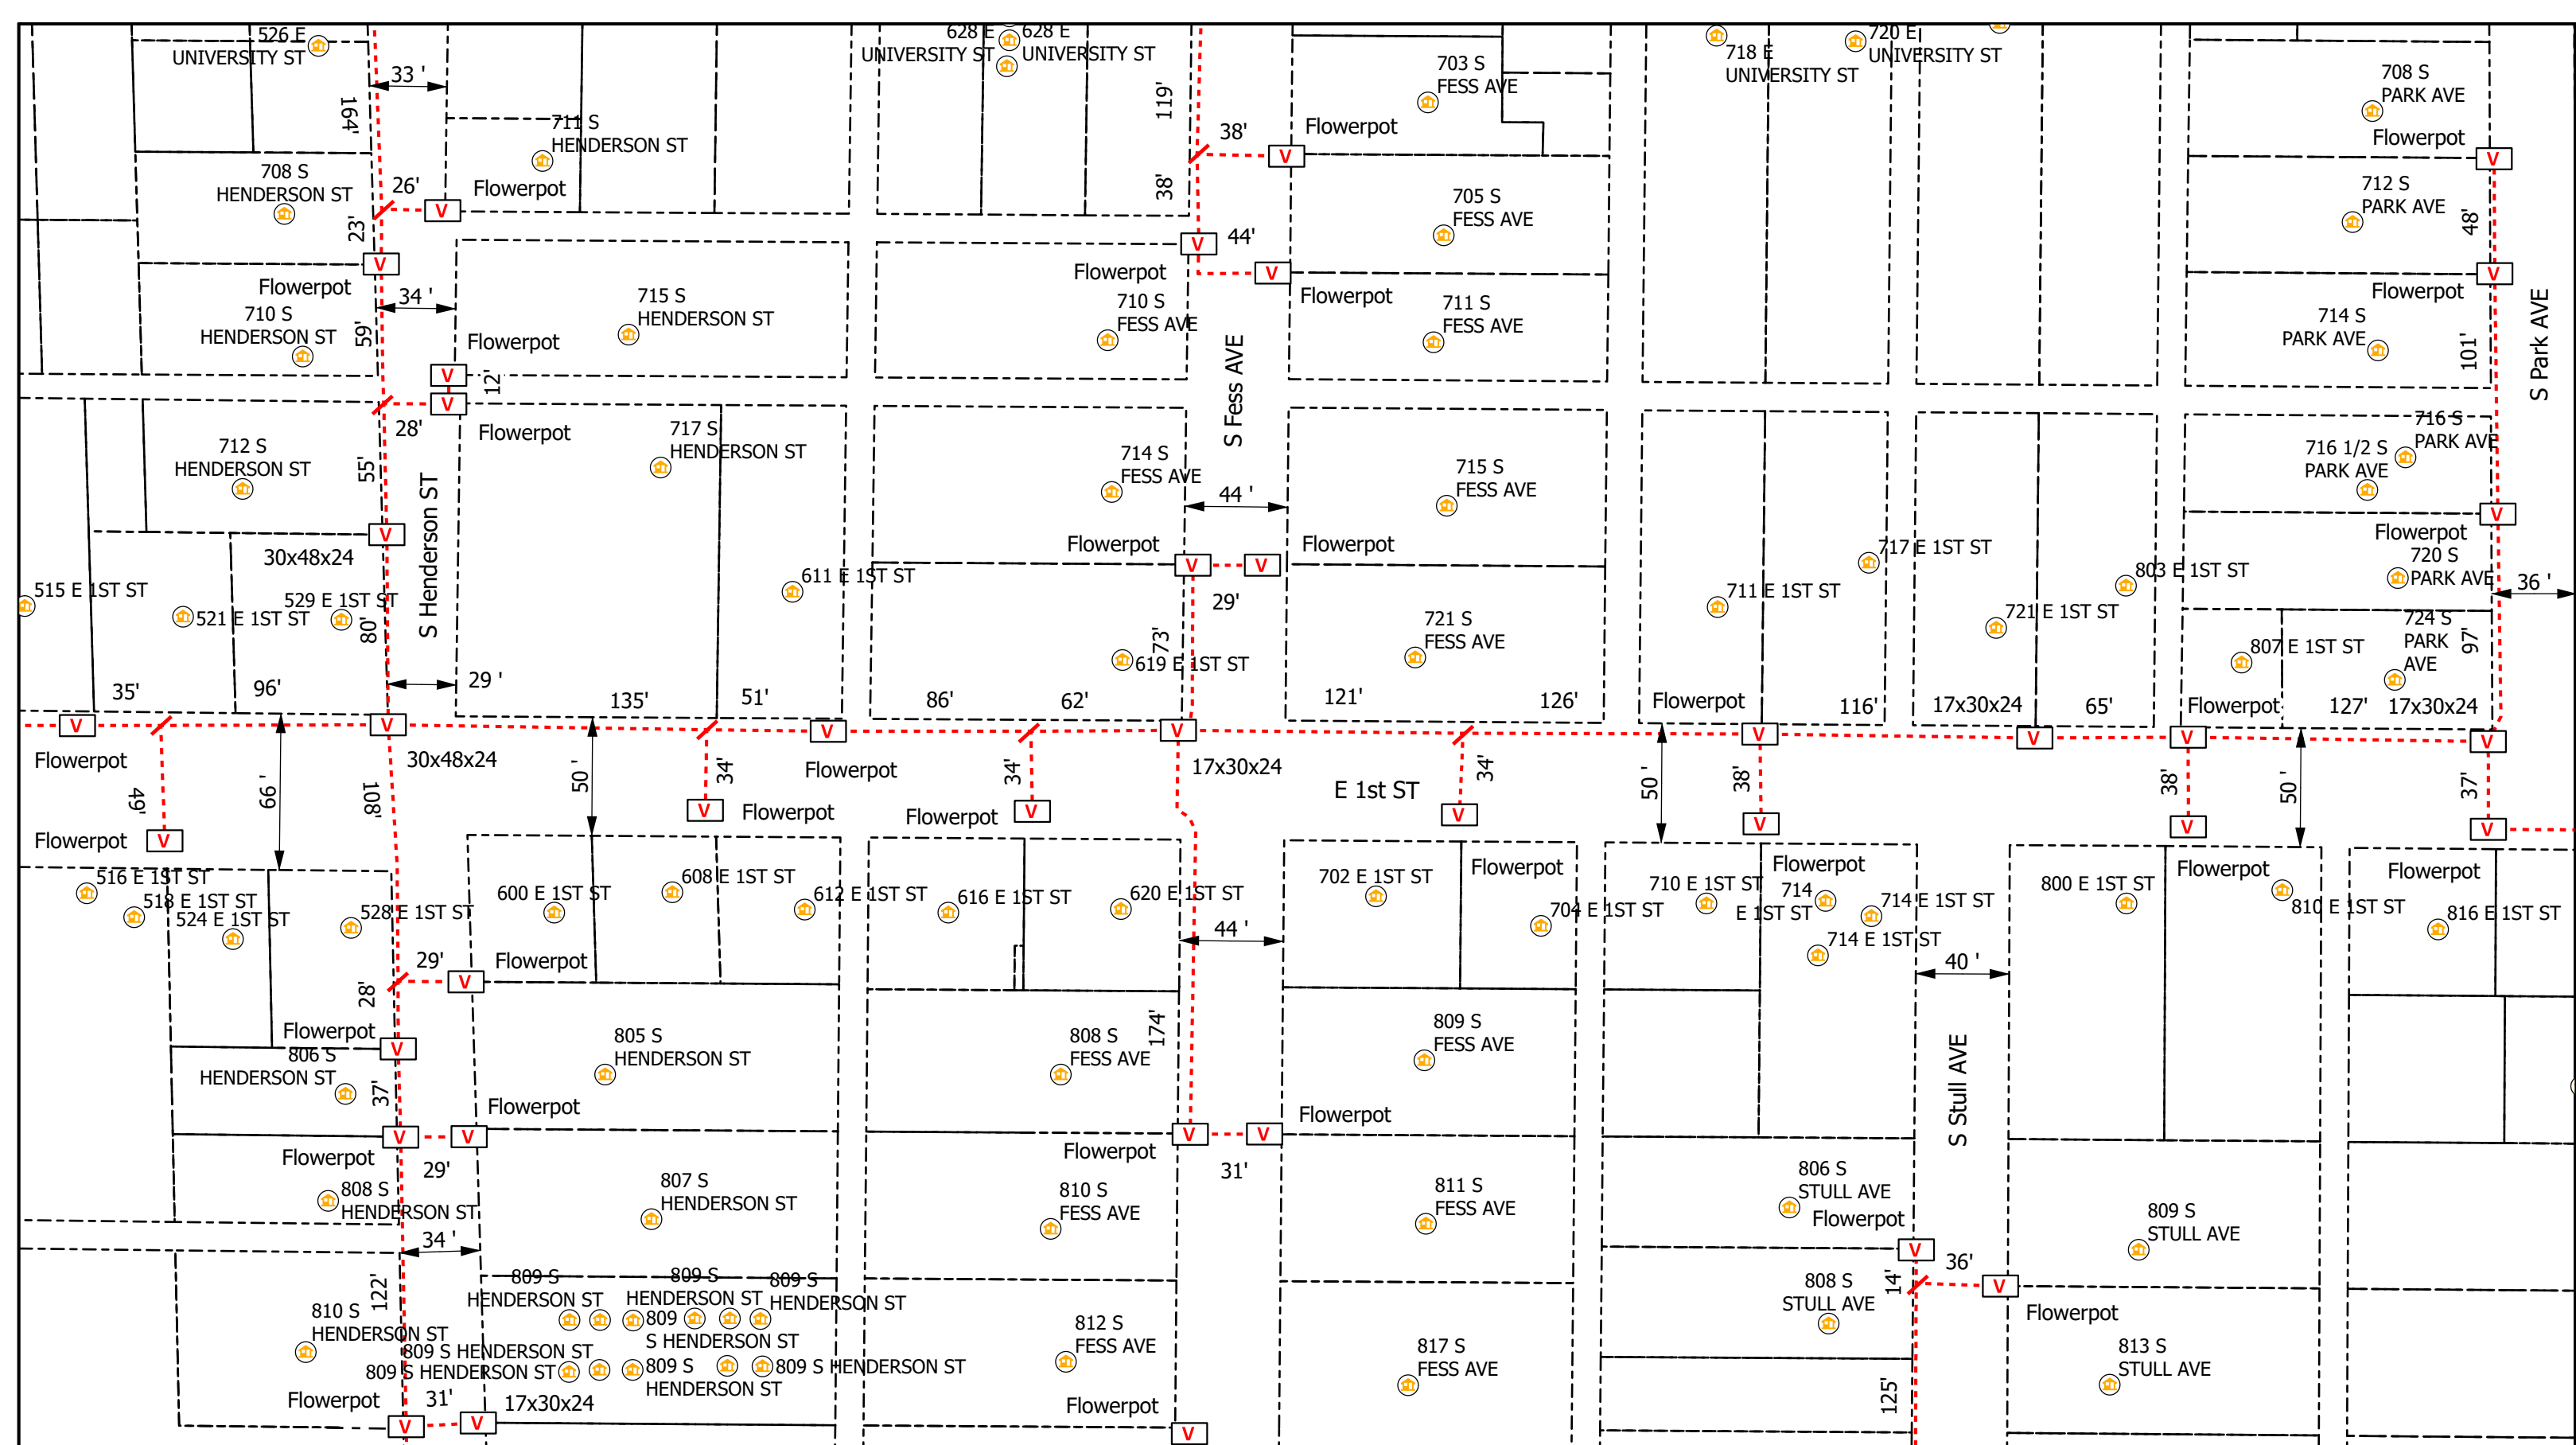 526 E
UNIVERSITY ST
628 E
UNIVERSITY ST
628 E
UNIVERSITY ST
718 E
UNIVERSITY ST
720 E
UNIVERSITY ST
703 S
FESS AVE
708 S
PARK AVE
33 '
164'
119'
711 S
HENDERSON ST
38'
Flowerpot
V
Flowerpot
V
708 S
HENDERSON ST
26'
V
Flowerpot
38'
705 S
FESS AVE
712 S
PARK AVE
48'
23'
V
Flowerpot
V
44'
Flowerpot
V
Flowerpot
V
Flowerpot
34 '
59'
710 S
HENDERSON ST
715 S
HENDERSON ST
Flowerpot
710 S
FESS AVE
711 S
FESS AVE
714 S
PARK AVE
101'
S Park AVE
S Fess AVE
V
12'
V
28'
Flowerpot
712 S
HENDERSON ST
55'
717 S
HENDERSON ST
714 S
FESS AVE
44 '
715 S
FESS AVE
716 S
PARK AVE
716 1/2 S
PARK AVE
V
Flowerpot
V
30x48x24
S Henderson ST
Flowerpot
V
V
Flowerpot
29'
717 E 1ST ST
720 S
PARK AVE
36 '
515 E 1ST ST
521 E 1ST ST
529 E 1ST ST
80'
611 E 1ST ST
711 E 1ST ST
803 E 1ST ST
721 E 1ST ST
73'
619 E 1ST ST
721 S
FESS AVE
807 E 1ST ST
724 S
PARK
AVE
97'
35'
96'
29 '
135'
51'
86'
62'
121'
126'
Flowerpot
116'
17x30x24
65'
Flowerpot
127'
17x30x24
V
V
V
V
V
V
V
V
Flowerpot
30x48x24
Flowerpot
17x30x24
E 1st ST
49'
99 '
108'
50 '
34'
34'
34'
50 '
38'
38'
50 '
37'
Flowerpot
V
V
Flowerpot
Flowerpot
V
V
V
V
V
516 E 1ST ST
518 E 1ST ST
524 E 1ST ST
528 E 1ST ST
600 E 1ST ST
608 E 1ST ST
612 E 1ST ST
616 E 1ST ST
620 E 1ST ST
702 E 1ST ST
Flowerpot
704 E 1ST ST
710 E 1ST ST
Flowerpot
714
E 1ST ST
714 E 1ST ST
714 E 1ST ST
800 E 1ST ST
Flowerpot
810 E 1ST ST
Flowerpot
816 E 1ST ST
44 '
40 '
29'
V
Flowerpot
28'
Flowerpot
V
806 S
HENDERSON ST
37'
805 S
HENDERSON ST
808 S
FESS AVE
174'
809 S
FESS AVE
S Stull AVE
Flowerpot
V
V
29'
Flowerpot
Flowerpot
V
V
Flowerpot
31'
808 S
HENDERSON ST
807 S
HENDERSON ST
810 S
FESS AVE
811 S
FESS AVE
806 S
STULL AVE
Flowerpot
V
809 S
STULL AVE
34 '
122'
36'
14'
V
Flowerpot
809 S
HENDERSON ST
809 S
HENDERSON ST
809 S
HENDERSON ST
809
S HENDERSON ST
810 S
HENDERSON ST
809 S HENDERSON ST
809 S HENDERSON ST
809 S
HENDERSON ST
809 S HENDERSON ST
812 S
FESS AVE
817 S
FESS AVE
808 S
STULL AVE
813 S
STULL AVE
125'
Flowerpot
V
31'
V
17x30x24
Flowerpot
V